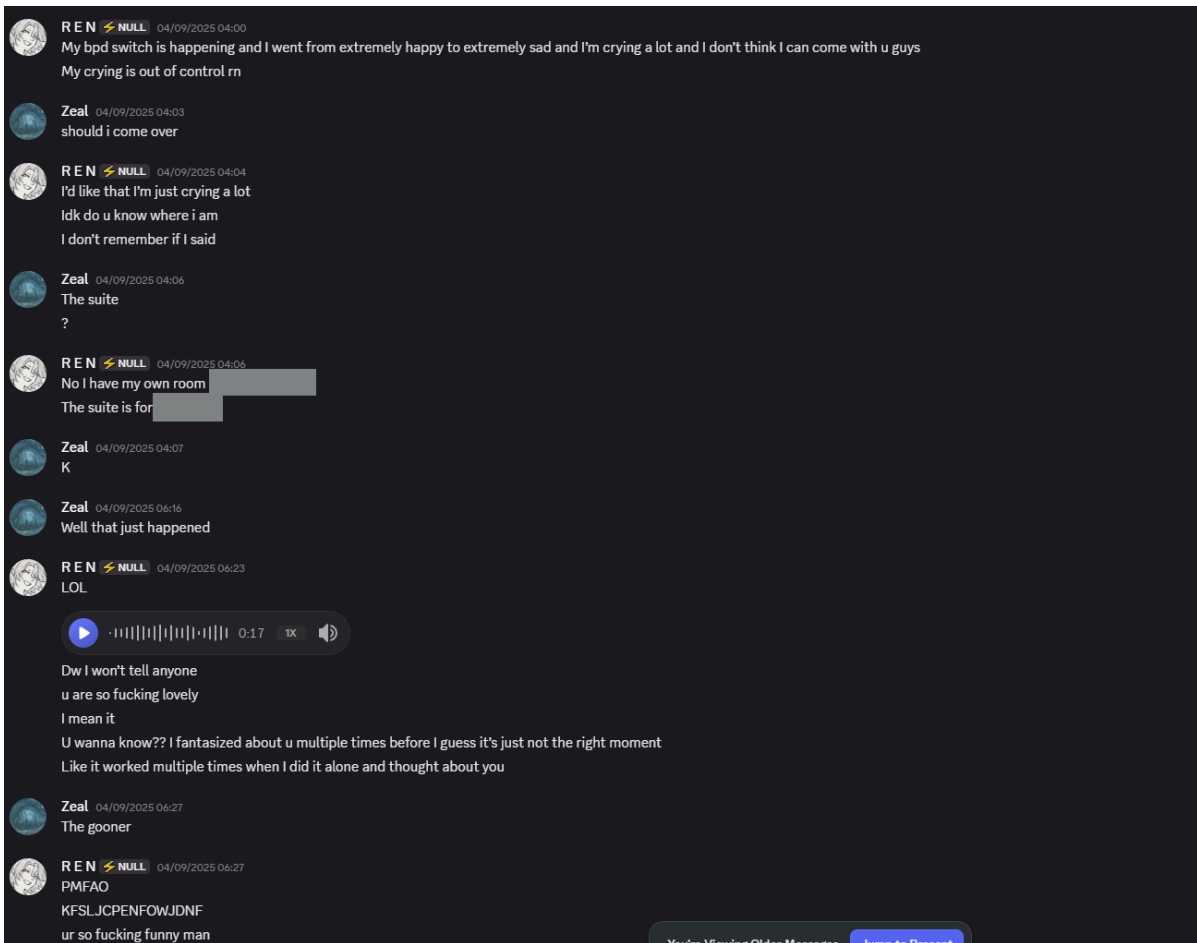 R E N ⚡ NULL 04/09/2025 04:00
My bpd switch is happening and I went from extremely happy to extremely sad and I'm crying a lot and I don't think I can come with u guys
My crying is out of control rn
Zeal 04/09/2025 04:03
should i come over
R E N ⚡ NULL 04/09/2025 04:04
I'd like that I'm just crying a lot
Idk do u know where i am
I don't remember if I said
Zeal 04/09/2025 04:06
The suite
?
R E N ⚡ NULL 04/09/2025 04:06
No I have my own room
The suite is for
Zeal 04/09/2025 04:07
K
Zeal 04/09/2025 06:16
Well that just happened
R E N ⚡ NULL 04/09/2025 06:23
LOL
0:17 1X
Dw I won't tell anyone
u are so fucking lovely
I mean it
U wanna know?? I fantasized about u multiple times before I guess it's just not the right moment
Like it worked multiple times when I did it alone and thought about you
Zeal 04/09/2025 06:27
The gooner
R E N ⚡ NULL 04/09/2025 06:27
PMFAO
KFSLJCPENFOWJDNF
ur so fucking funny man
You're Viewing Older Messages Jump to Present